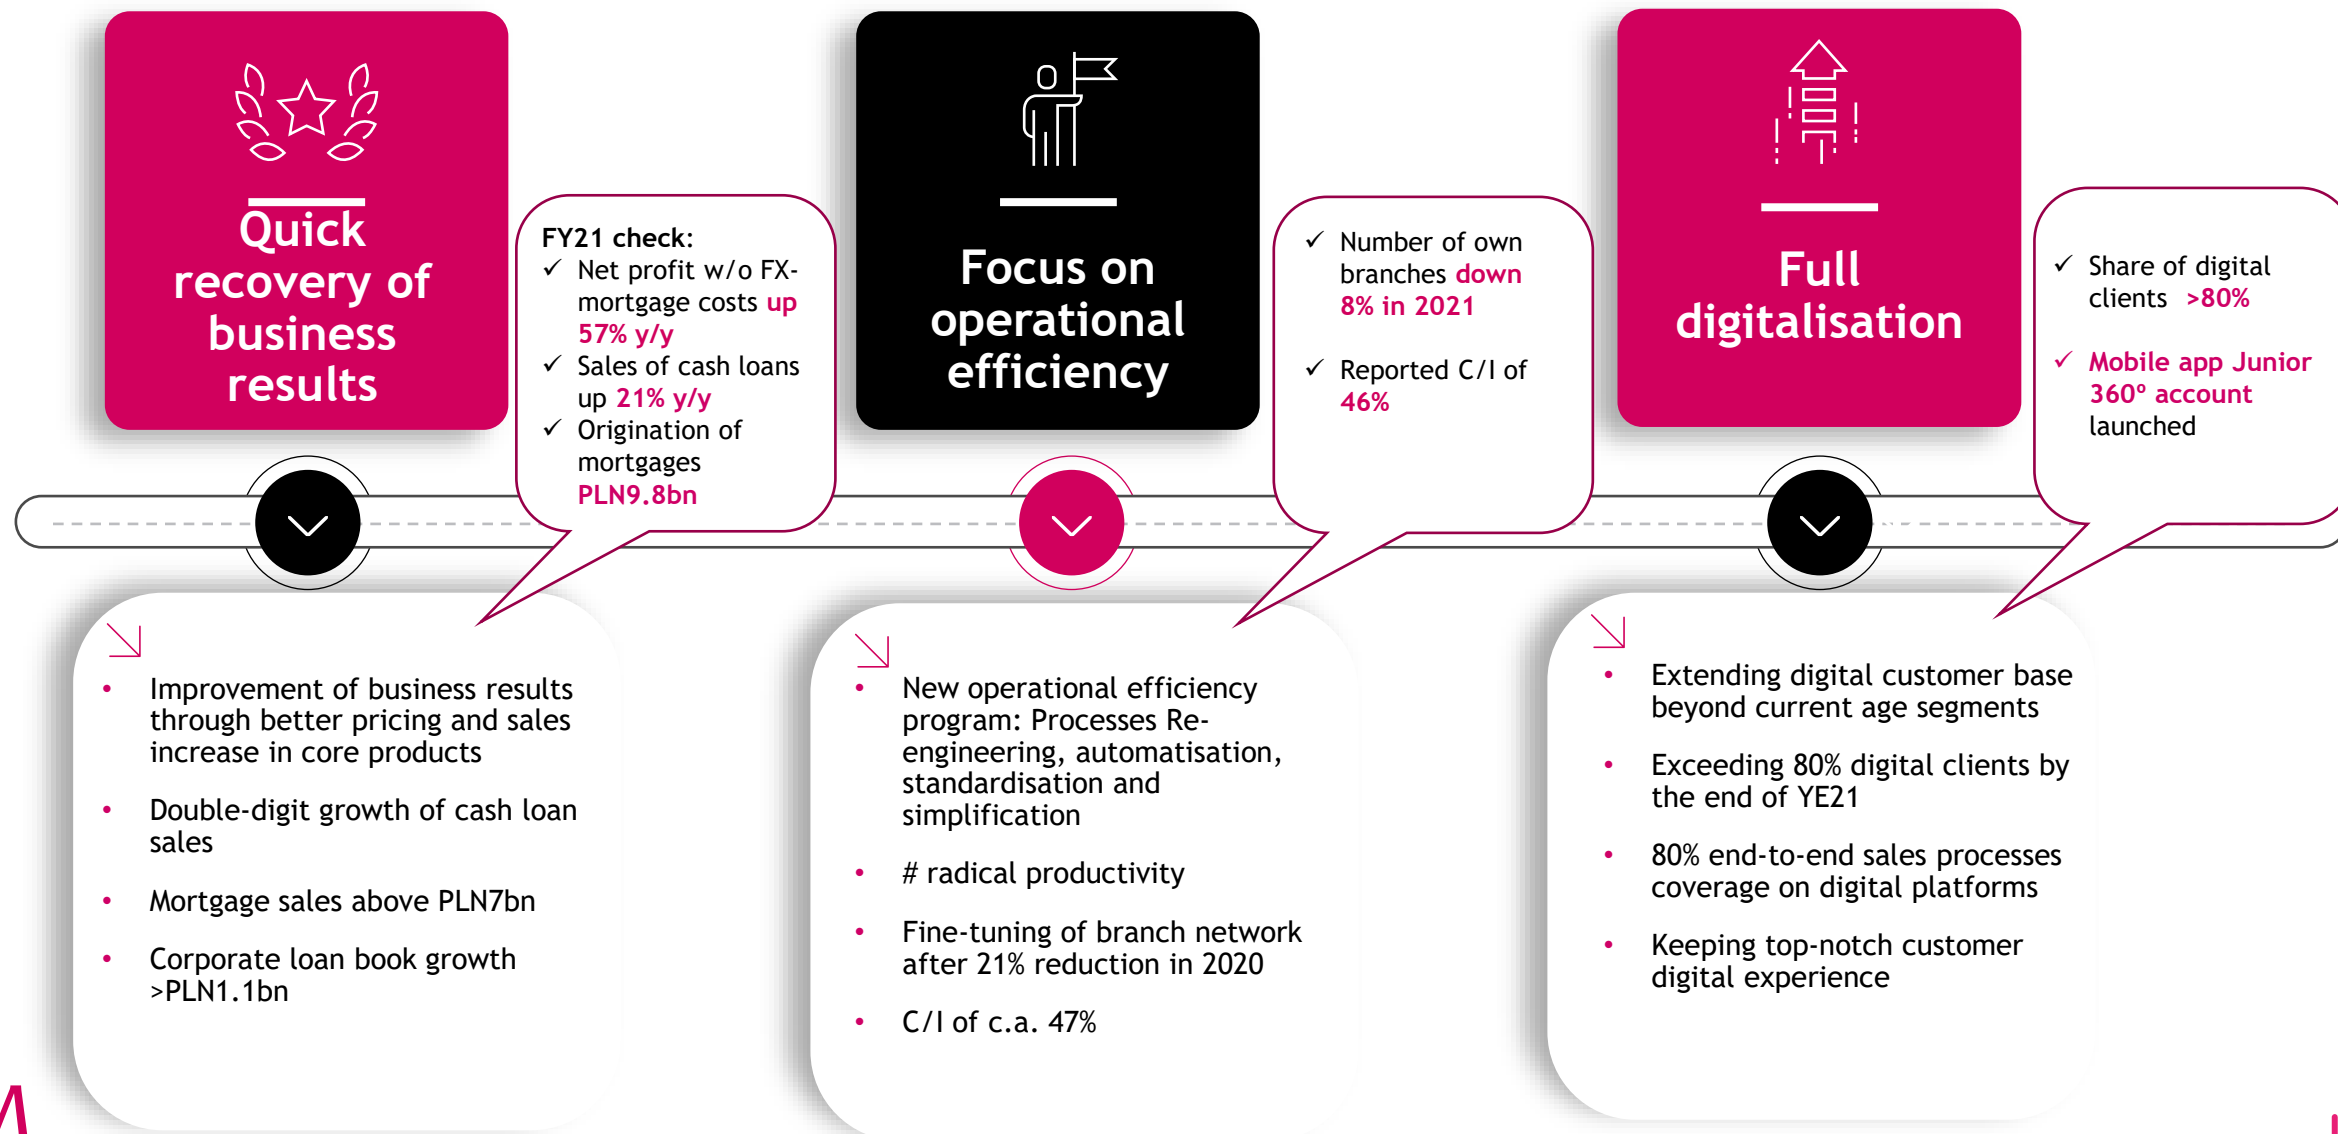 Quick
recovery of
business
results
FY21 check:
✓ Net profit w/o FX-
mortgage costs up
57% y/y
✓ Sales of cash loans
up 21% y/y
✓ Origination of
mortgages
PLN9.8bn
• Improvement of business results
through better pricing and sales
increase in core products
• Double-digit growth of cash loan
sales
• Mortgage sales above PLN7bn
• Corporate loan book growth
>PLN1.1bn
Focus on
operational
efficiency
✓ Number of own
branches down
8% in 2021
✓ Reported C/I of
46%
• New operational efficiency
program: Processes Re-
engineering, automatisation,
standardisation and
simplification
• # radical productivity
• Fine-tuning of branch network
after 21% reduction in 2020
• C/I of c.a. 47%
Full
digitalisation
✓ Share of digital
clients >80%
✓ Mobile app Junior
360º account
launched
• Extending digital customer base
beyond current age segments
• Exceeding 80% digital clients by
the end of YE21
• 80% end-to-end sales processes
coverage on digital platforms
• Keeping top-notch customer
digital experience